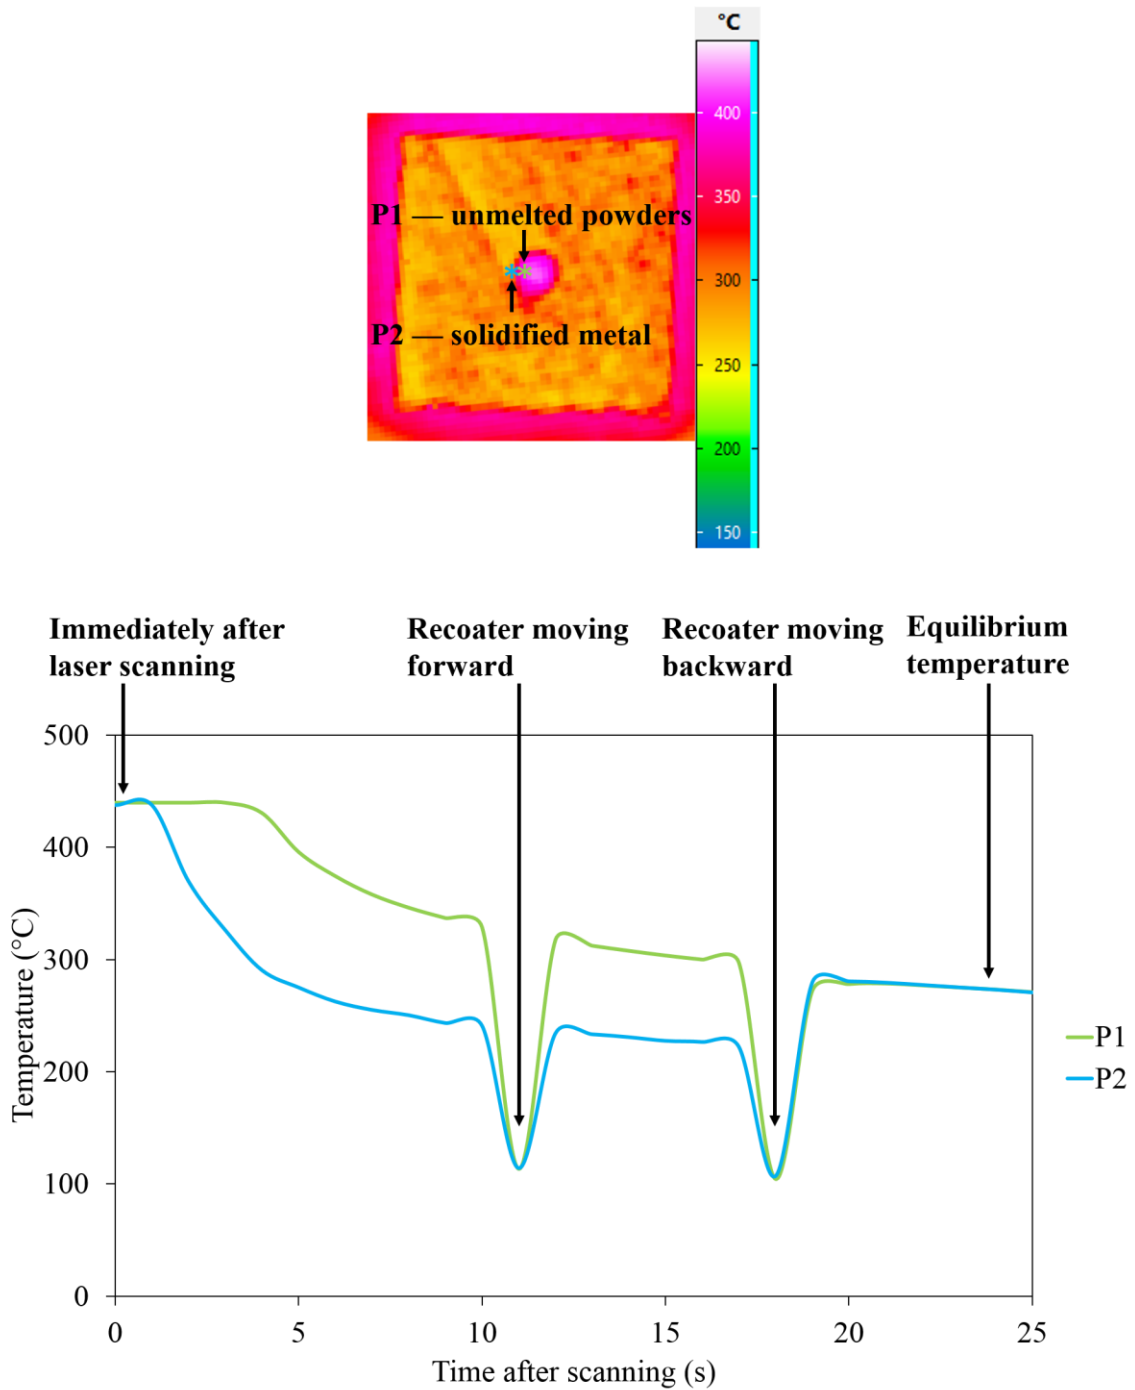 °C
400
350
300
250
200
150
P1 — unmelted powders
P2 — solidified metal
Immediately after
laser scanning
Recoater moving
forward
Recoater moving
backward
Equilibrium
temperature
500
400
300
200
100
0
Temperature (°C)
0 5 10 15 20 25
Time after scanning (s)
P1
P2